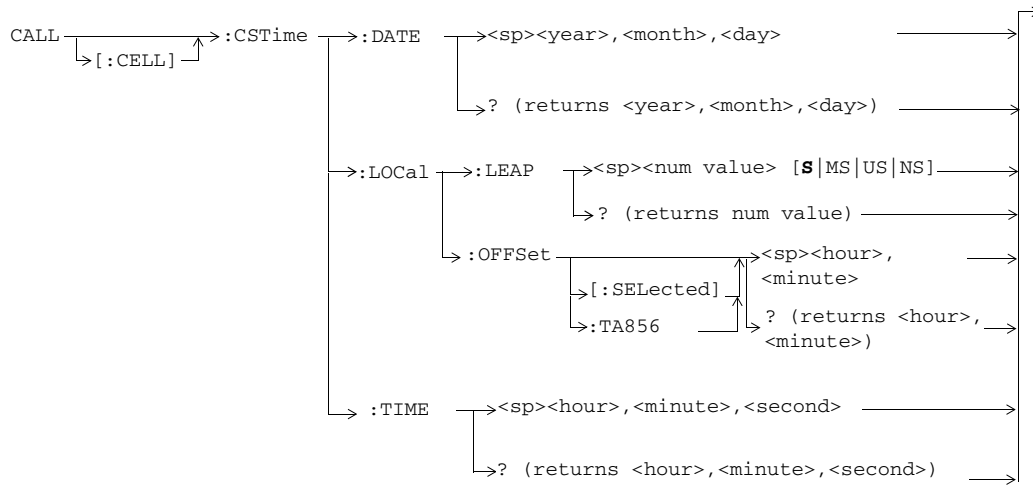 CALL :CSTime :DATE <sp><year>,<month>,<day>
[:CELL]
? (returns <year>,<month>,<day>)
:LOCal :LEAP <sp><num value> [S|MS|US|NS]
? (returns num value)
:OFFSet <sp><hour>,
<minute>
[:SELected]
:TA856 ? (returns <hour>,
<minute>)
:TIME <sp><hour>,<minute>,<second>
? (returns <hour>,<minute>,<second>)